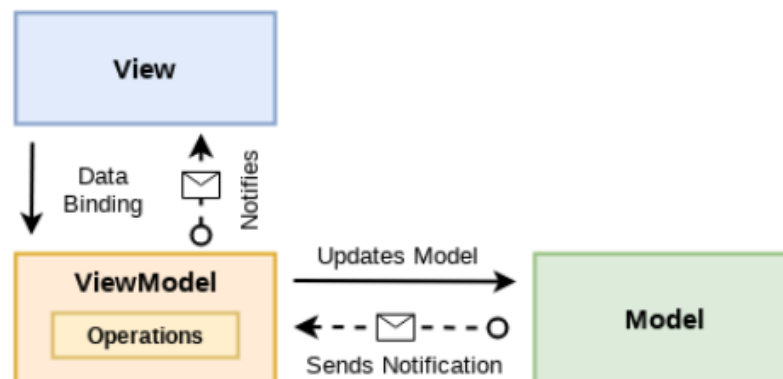 View
Data
Binding
Notifies
ViewModel
Operations
Updates Model
Sends Notification
Model